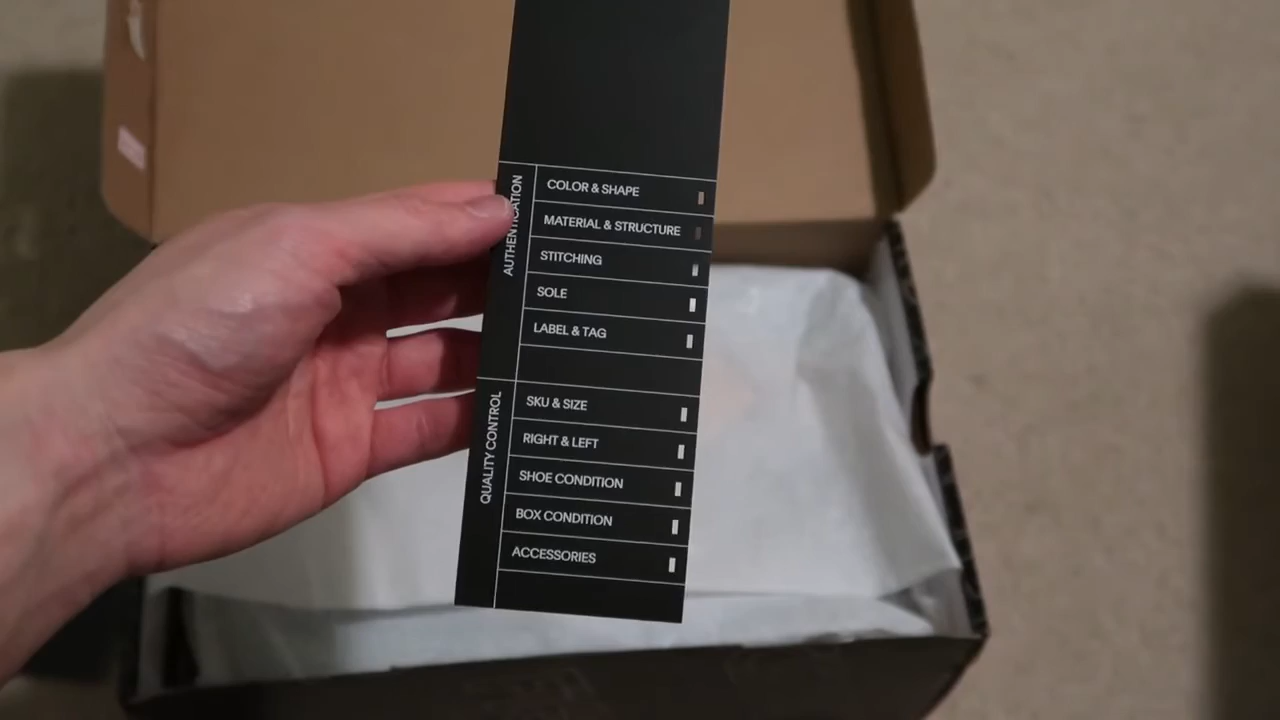 AUTHENTICATION
COLOR & SHAPE
MATERIAL & STRUCTURE
STITCHING
SOLE
LABEL & TAG
QUALITY CONTROL
SKU & SIZE
RIGHT & LEFT
SHOE CONDITION
BOX CONDITION
ACCESSORIES